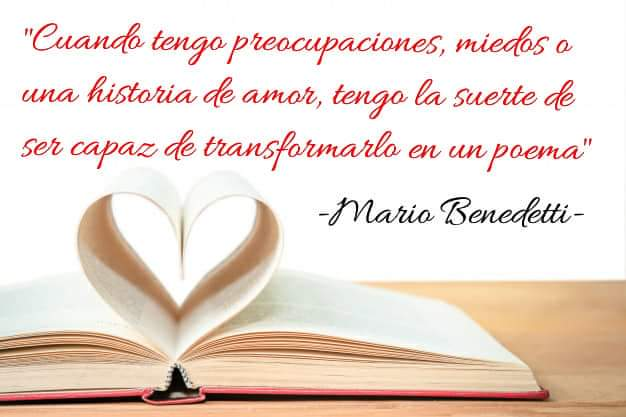 "Cuando tengo preocupaciones, miedos o
una historia de amor, tengo la suerte de
ser capaz de transformarlo en un poema"
-Mario Benedetti-